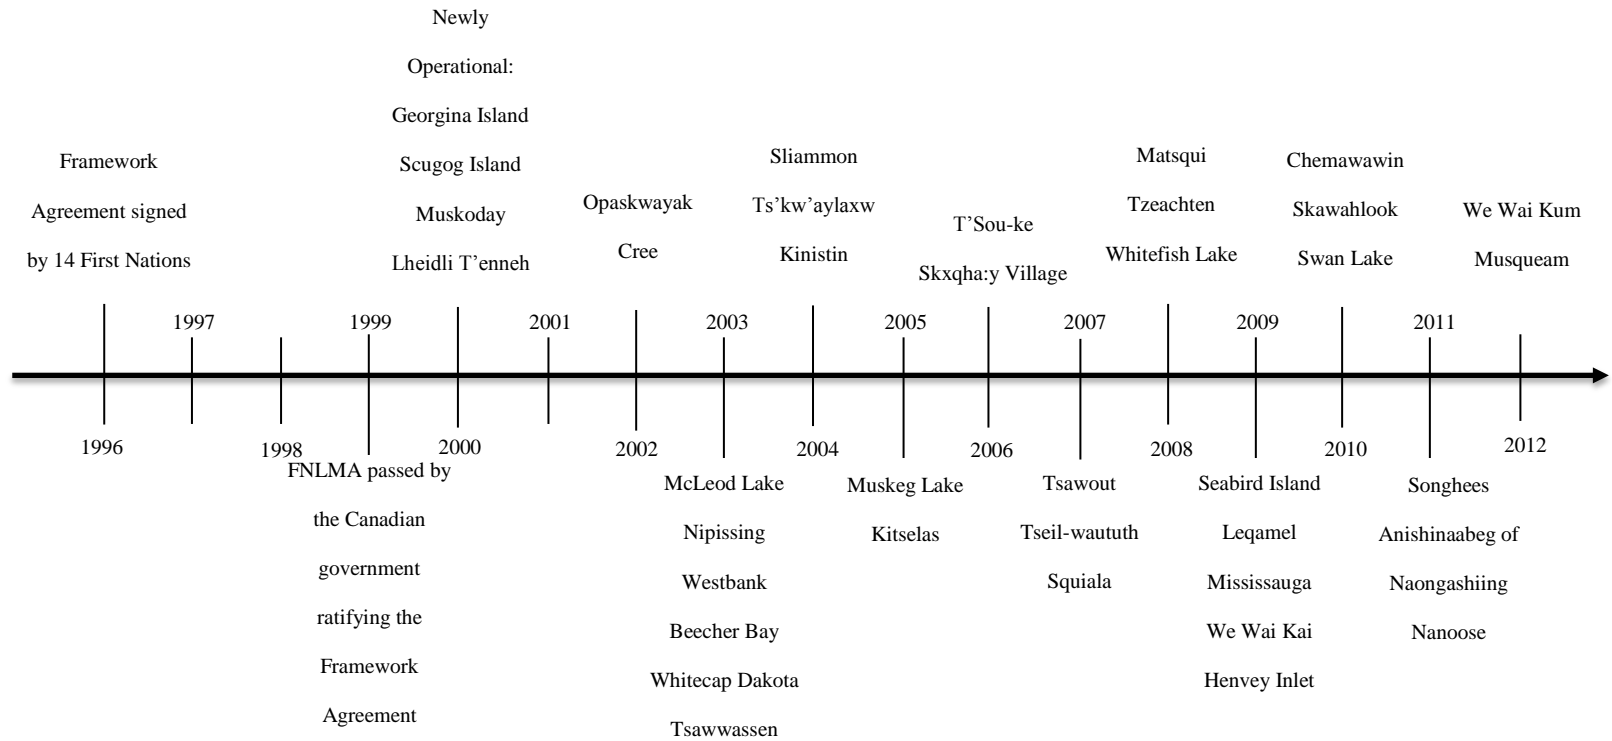 Newly
Operational:
Georgina Island
Scugog Island
Muskoday
Lheidli T’enneh
Framework
Agreement signed
by 14 First Nations
Opaskwayak
Cree
Sliammon
Ts’kw’aylaxw
Kinistin
T’Sou-ke
Skxqha:y Village
Matsqui
Tzeachten
Whitefish Lake
Chemawawin
Skawahlook
Swan Lake
We Wai Kum
Musqueam
1997
1999
2001
2003
2005
2007
2009
2011
1996
1998
2000
2002
2004
2006
2008
2010
2012
FNLMA passed by
the Canadian
government
ratifying the
Framework
Agreement
McLeod Lake
Nipissing
Westbank
Beecher Bay
Whitecap Dakota
Tsawwassen
Muskeg Lake
Kitselas
Tsawout
Tseil-waututh
Squiala
Seabird Island
Leqamel
Mississauga
We Wai Kai
Henvey Inlet
Songhees
Anishinaabeg of
Naongashiing
Nanoose